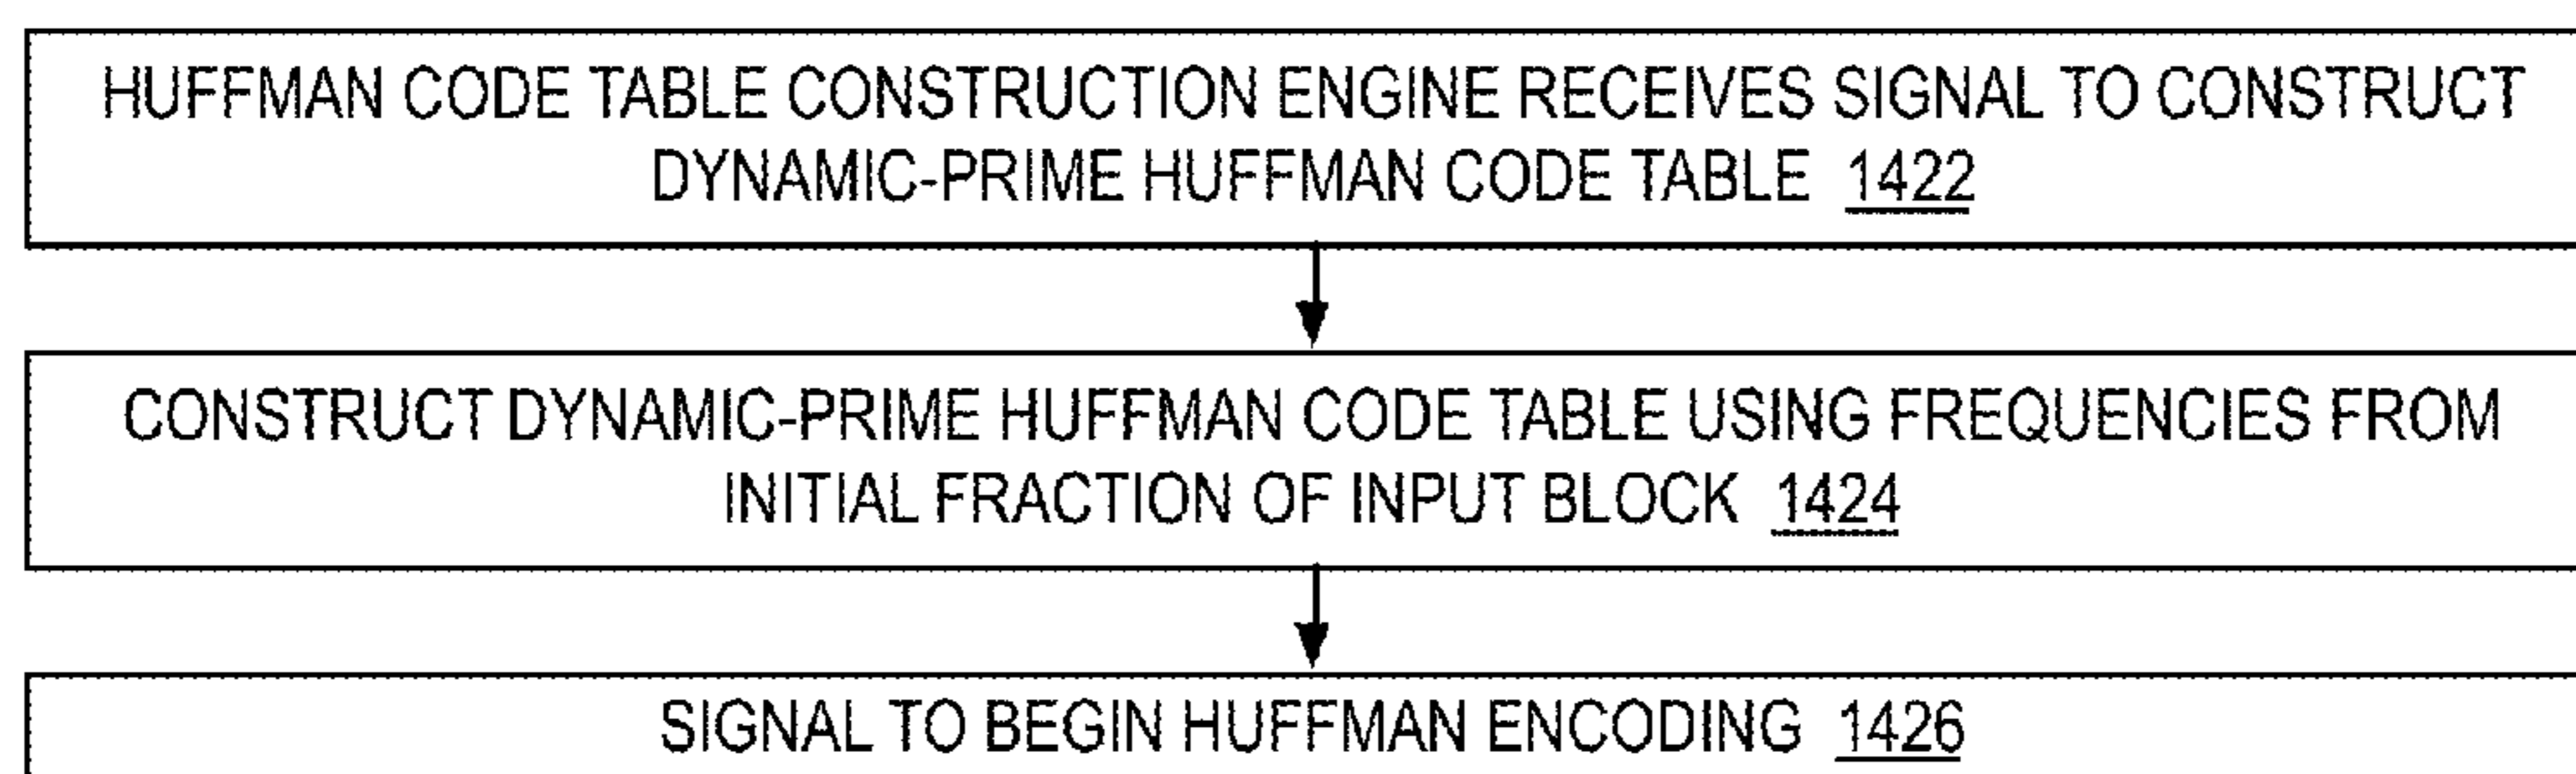 HUFFMAN CODE TABLE CONSTRUCTION ENGINE RECEIVES SIGNAL TO CONSTRUCT
DYNAMIC-PRIME HUFFMAN CODE TABLE 1422
CONSTRUCT DYNAMIC-PRIME HUFFMAN CODE TABLE USING FREQUENCIES FROM
INITIAL FRACTION OF INPUT BLOCK 1424
SIGNAL TO BEGIN HUFFMAN ENCODING 1426